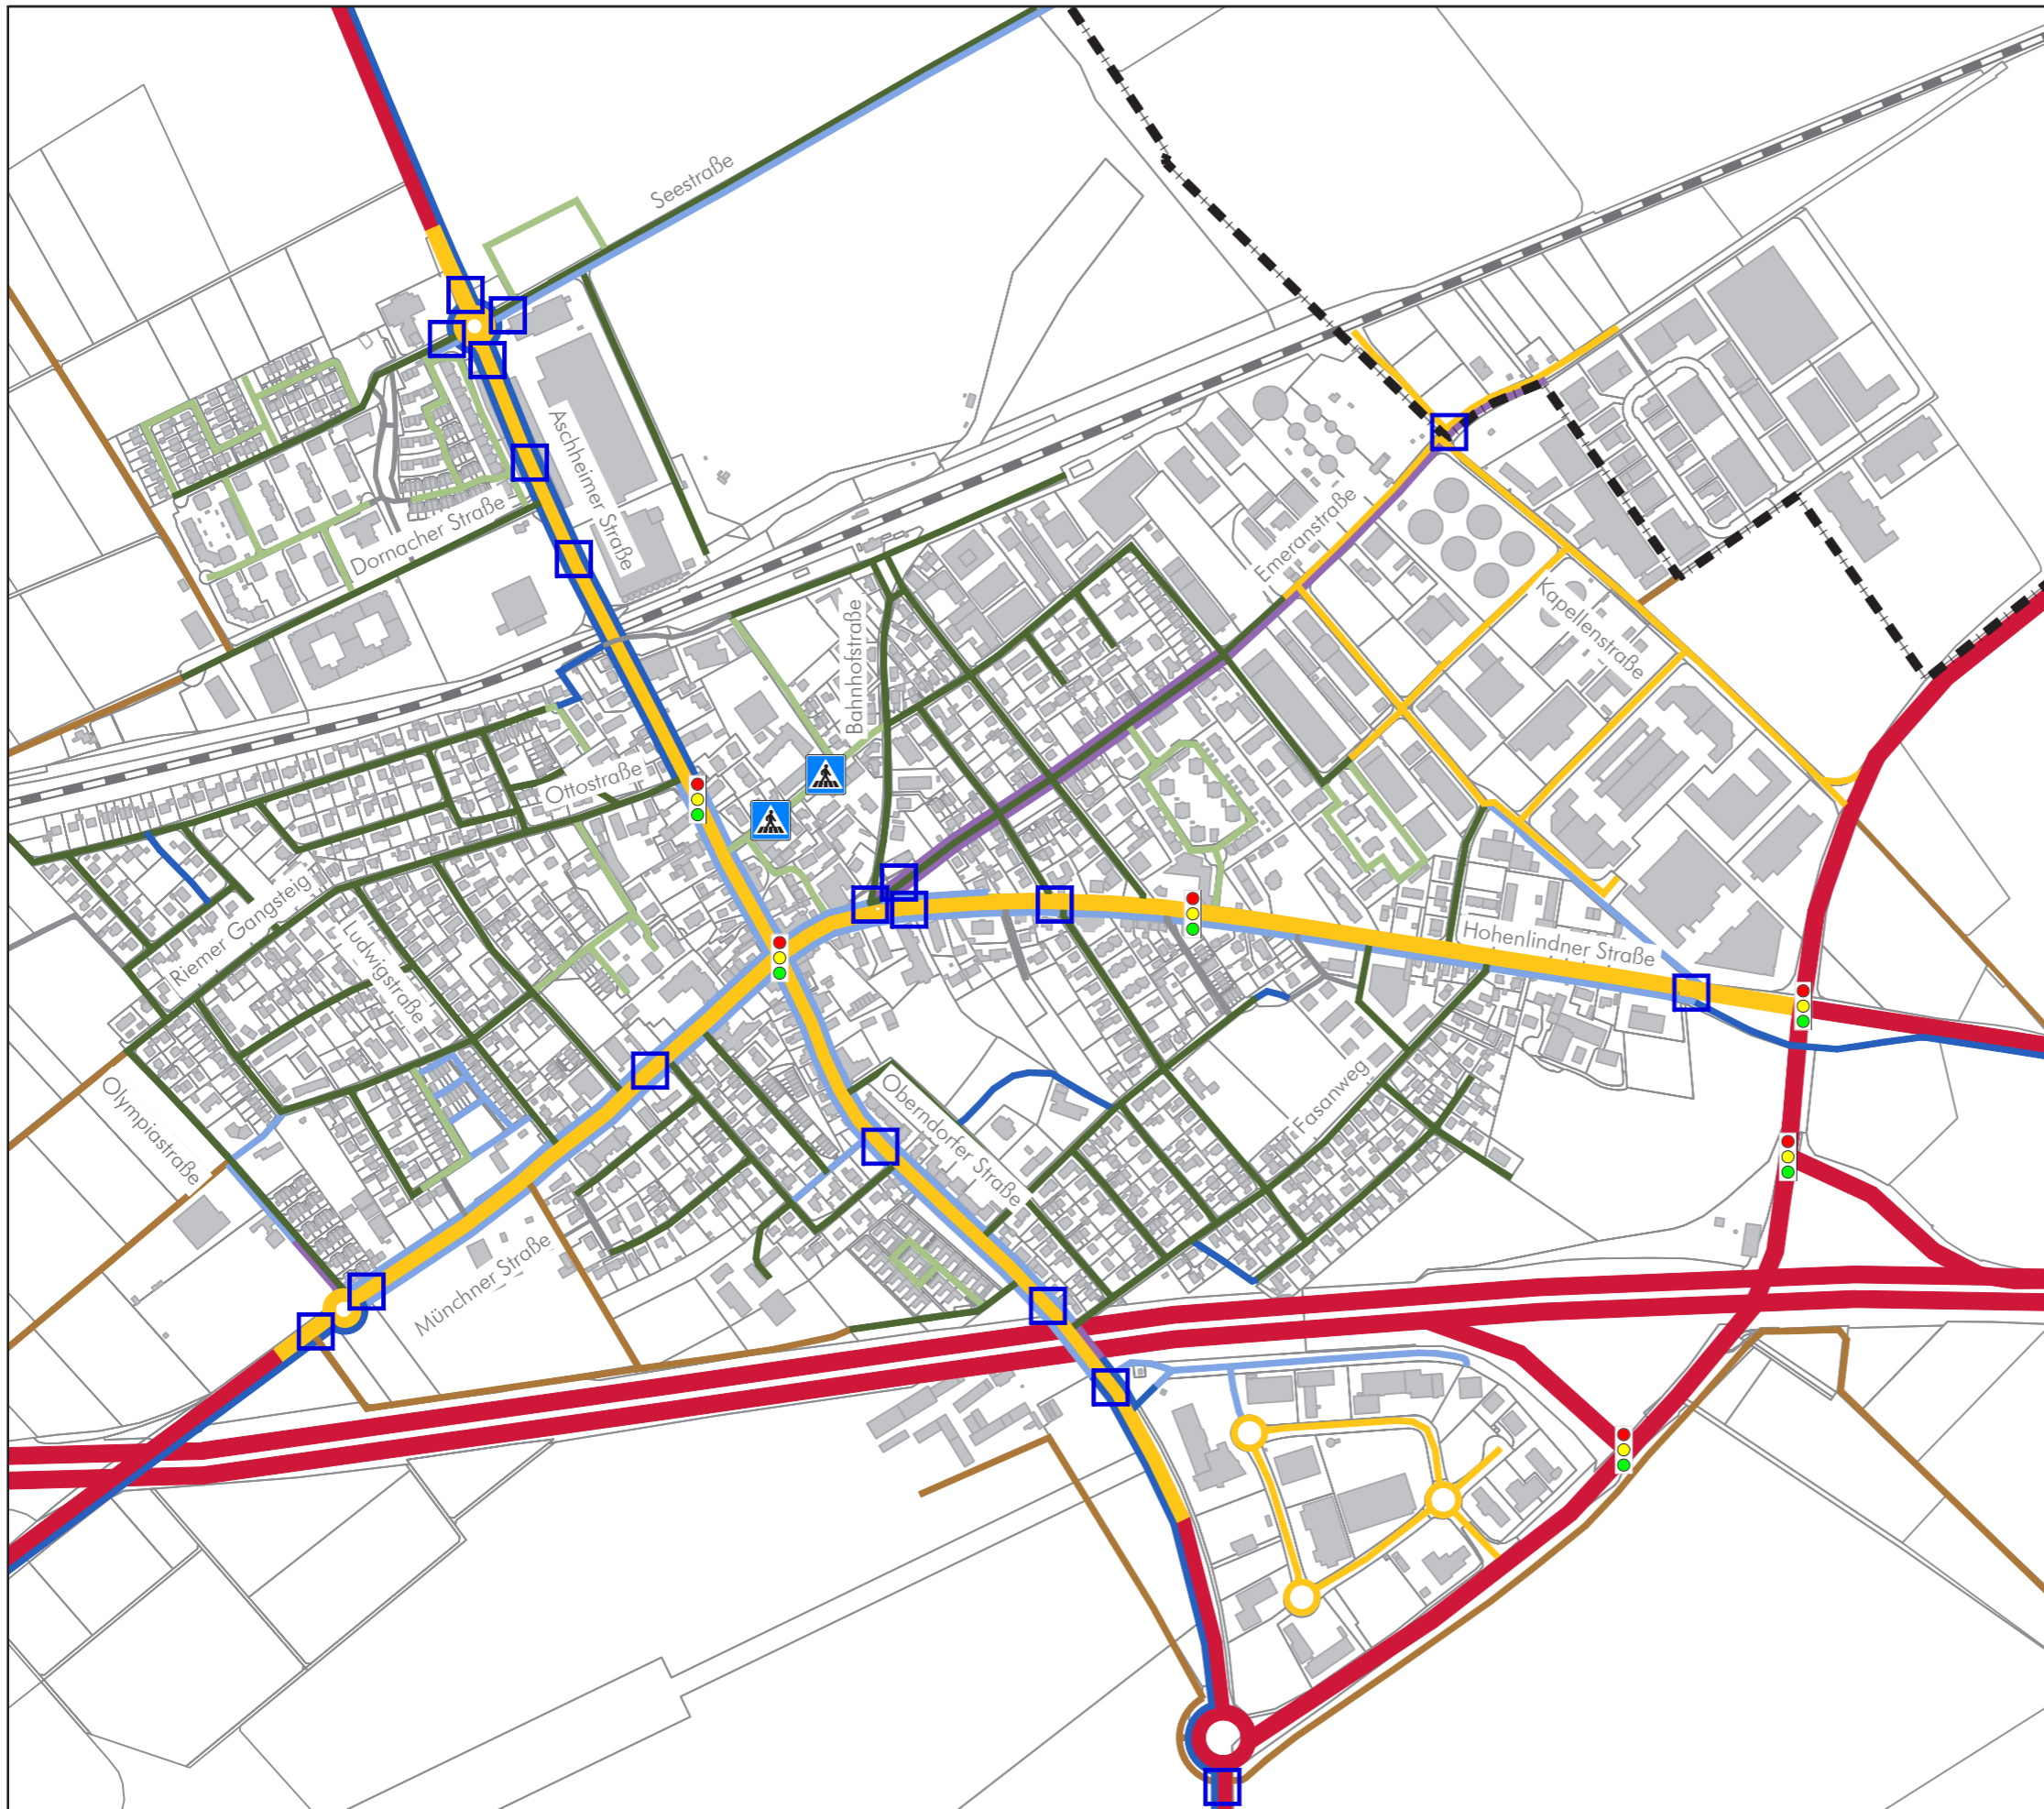 Seestraße
Aschheimer Straße
Dornacher Straße
Emeranstraße
Kapellenstraße
Bahnhofstraße
Ottostraße
Riemer Gangsteig
Ludwigstraße
Hohenlindner Straße
Olympiastraße
Oberndorfer Straße
Fasanweg
Münchner Straße